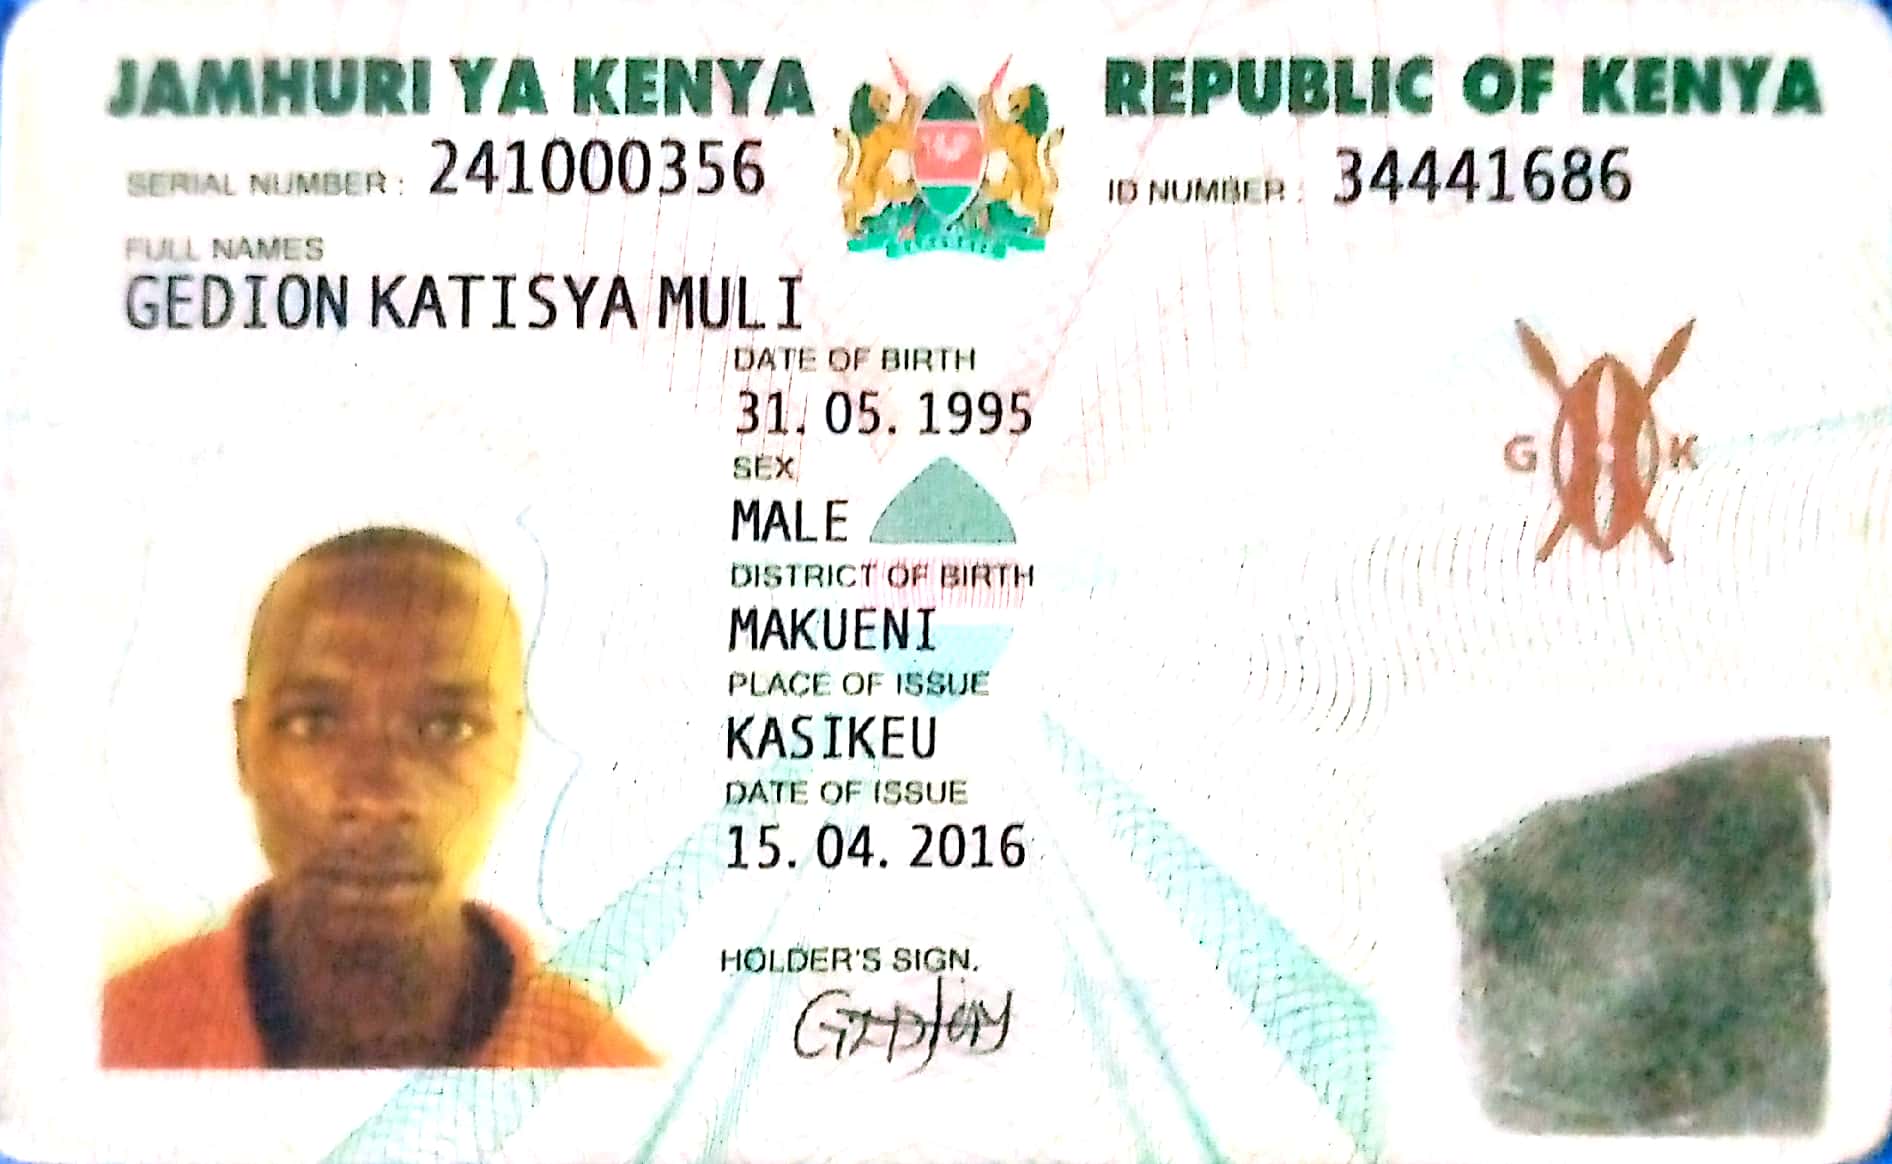 JAMHURI YA KENYA
REPUBLIC OF KENYA
SERIAL NUMBER : 241000356
ID NUMBER : 34441686
FULL NAMES
GEDION KATISYA MULI
DATE OF BIRTH
31. 05. 1995
SEX
MALE
G K
DISTRICT OF BIRTH
MAKUENI
PLACE OF ISSUE
KASIKEU
DATE OF ISSUE
15. 04. 2016
HOLDER'S SIGN.